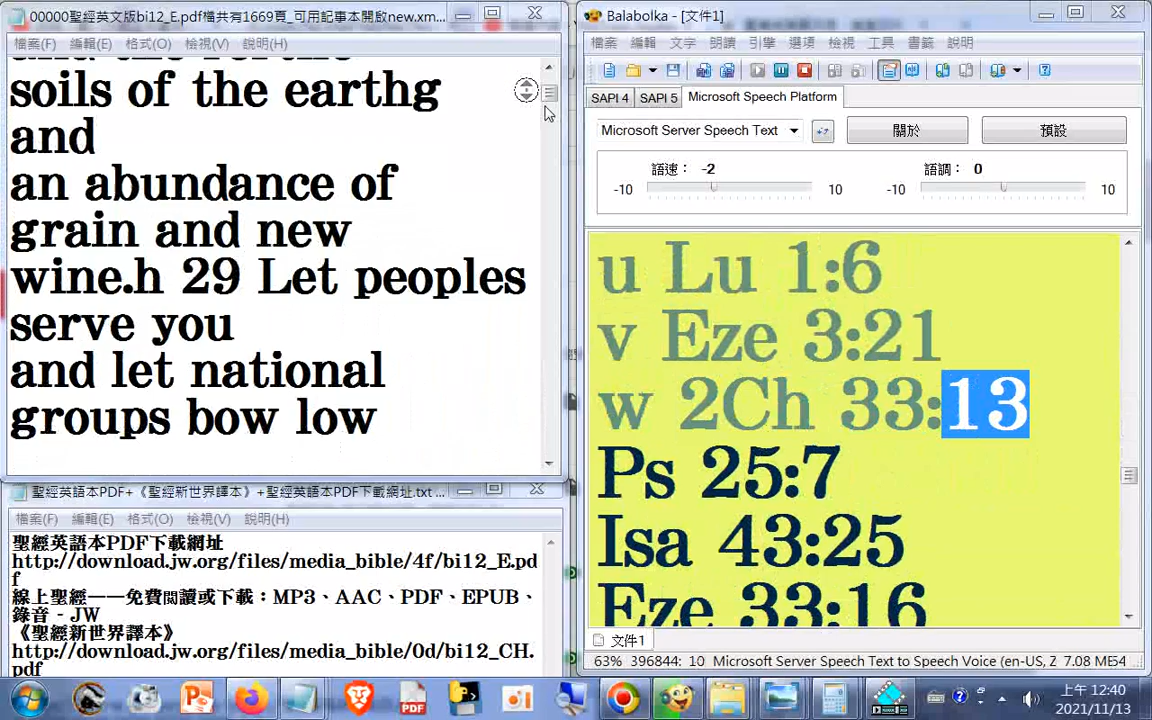 00000聖經英文版bi12_E.pdf檔共有1669頁_可用記事本開啟new.xm...
檔案(F) 編輯(E) 格式(O) 檢視(V) 說明(H)
soils of the earthg
and
an abundance of
grain and new
wine.h 29 Let peoples
serve you
and let national
groups bow low
聖經英語本PDF+《聖經新世界譯本》+聖經英語本PDF下載網址.txt ...
檔案(F) 編輯(E) 格式(O) 檢視(V) 說明(H)
聖經英語本PDF下載網址
http://download.jw.org/files/media_bible/4f/bi12_E.pd
f
線上聖經——免費閱讀或下載：MP3、AAC、PDF、EPUB、
錄音 - JW
《聖經新世界譯本》
http://download.jw.org/files/media_bible/0d/bi12_CH.
pdf
Balabolka - [文件1]
檔案 編輯 文字 朗讀 引擎 選項 檢視 工具 書籤 說明
SAPI 4 SAPI 5 Microsoft Speech Platform
Microsoft Server Speech Text 關於 預設
語速： -2 語調： 0
-10 10 -10 10
u Lu 1:6
v Eze 3:21
w 2Ch 33:13
Ps 25:7
Isa 43:25
Eze 33:16
文件1
63% 396844: 10 Microsoft Server Speech Text to Speech Voice (en-US, Z 7.08 ME54
上午 12:40
2021/11/13